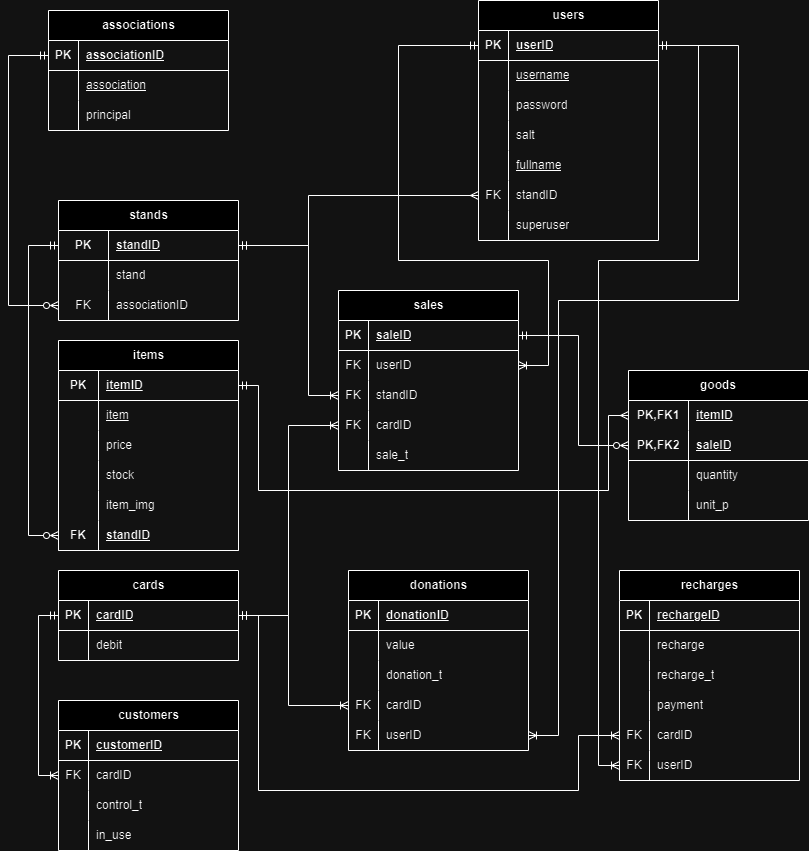 associations
PK associationID
association
principal
users
PK userID
username
password
salt
fullname
FK standID
superuser
stands
PK standID
stand
FK associationID
sales
PK saleID
FK userID
FK standID
FK cardID
sale_t
items
PK itemID
item
price
stock
item_img
FK standID
goods
PK,FK1 itemID
PK,FK2 saleID
quantity
unit_p
cards
PK cardID
debit
donations
PK donationID
value
donation_t
FK cardID
FK userID
recharges
PK rechargeID
recharge
recharge_t
payment
FK cardID
FK userID
customers
PK customerID
FK cardID
control_t
in_use